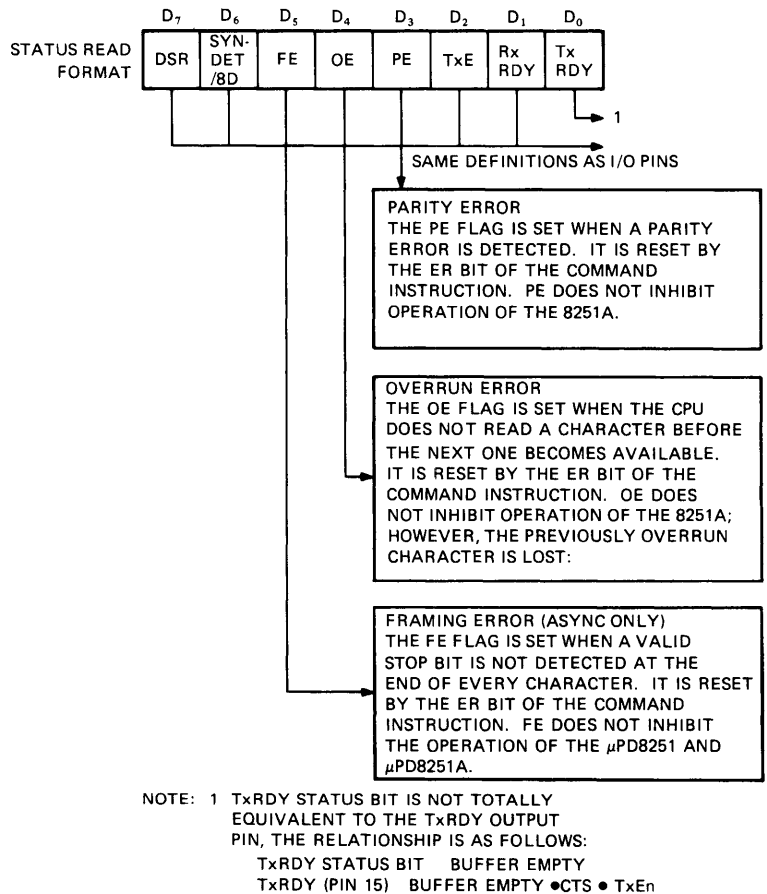 D₇ D₆ D₅ D₄ D₃ D₂ D₁ D₀
STATUS READ
FORMAT
DSR
SYN-
DET
/8D
FE
OE
PE
TxE
Rx
RDY
Tx
RDY
1
SAME DEFINITIONS AS I/O PINS
PARITY ERROR
THE PE FLAG IS SET WHEN A PARITY
ERROR IS DETECTED. IT IS RESET BY
THE ER BIT OF THE COMMAND
INSTRUCTION. PE DOES NOT INHIBIT
OPERATION OF THE 8251A.
OVERRUN ERROR
THE OE FLAG IS SET WHEN THE CPU
DOES NOT READ A CHARACTER BEFORE
THE NEXT ONE BECOMES AVAILABLE.
IT IS RESET BY THE ER BIT OF THE
COMMAND INSTRUCTION. OE DOES
NOT INHIBIT OPERATION OF THE 8251A;
HOWEVER, THE PREVIOUSLY OVERRUN
CHARACTER IS LOST:
FRAMING ERROR (ASYNC ONLY)
THE FE FLAG IS SET WHEN A VALID
STOP BIT IS NOT DETECTED AT THE
END OF EVERY CHARACTER. IT IS RESET
BY THE ER BIT OF THE COMMAND
INSTRUCTION. FE DOES NOT INHIBIT
THE OPERATION OF THE µPD8251 AND
µPD8251A.
NOTE: 1 TxRDY STATUS BIT IS NOT TOTALLY
EQUIVALENT TO THE TxRDY OUTPUT
PIN, THE RELATIONSHIP IS AS FOLLOWS:
TxRDY STATUS BIT BUFFER EMPTY
TxRDY (PIN 15) BUFFER EMPTY ●CTS ● TxEn